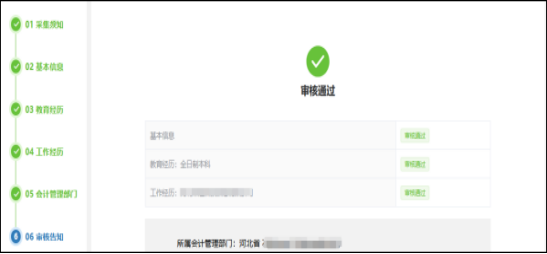 01 采集须知
02 基本信息
03 教育经历
04 工作经历
05 会计管理部门
06 审核告知
审核通过
基本信息 审核通过
教育经历：全日制本科 审核通过
工作经历： 审核通过
所属会计管理部门：河北省